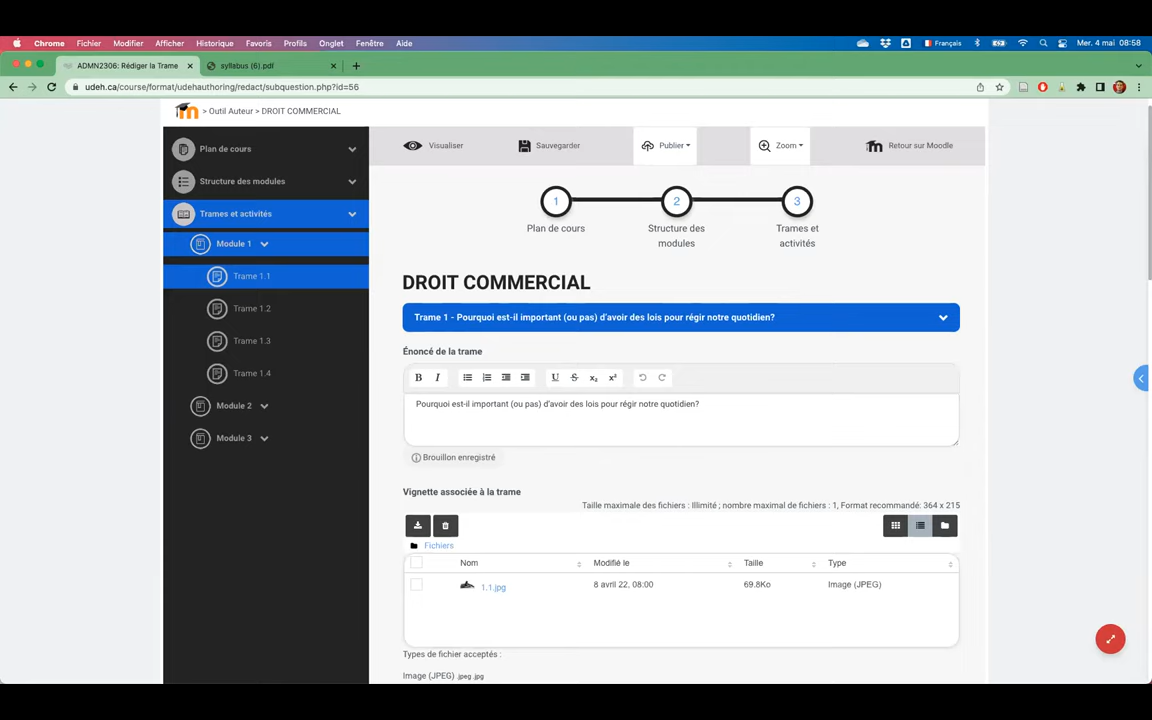 Chrome Fichier Modifier Afficher Historique Favoris Profils Onglet Fenêtre Aide Français Mer. 4 mai 08:58
ADMN2306: Rédiger la Trame syllabus (6).pdf
udeh.ca/course/format/udehauthoring/redact/subquestion.php?id=56
> Outil Auteur > DROIT COMMERCIAL
Plan de cours
Structure des modules
Trames et activités
Module 1
Trame 1.1
Trame 1.2
Trame 1.3
Trame 1.4
Module 2
Module 3
Visualiser Sauvegarder Publier Zoom Retour sur Moodle
1 2 3
Plan de cours Structure des modules Trames et activités
DROIT COMMERCIAL
Trame 1 - Pourquoi est-il important (ou pas) d'avoir des lois pour régir notre quotidien?
Énoncé de la trame
B I U S x₂ x²
Pourquoi est-il important (ou pas) d'avoir des lois pour régir notre quotidien?
Brouillon enregistré
Vignette associée à la trame
Taille maximale des fichiers : Illimité ; nombre maximal de fichiers : 1, Format recommandé: 364 x 215
Fichiers
Nom Modifié le Taille Type
1.1.jpg 8 avril 22, 08:00 69.8Ko Image (JPEG)
Types de fichier acceptés :
Image (JPEG) .jpeg .jpg